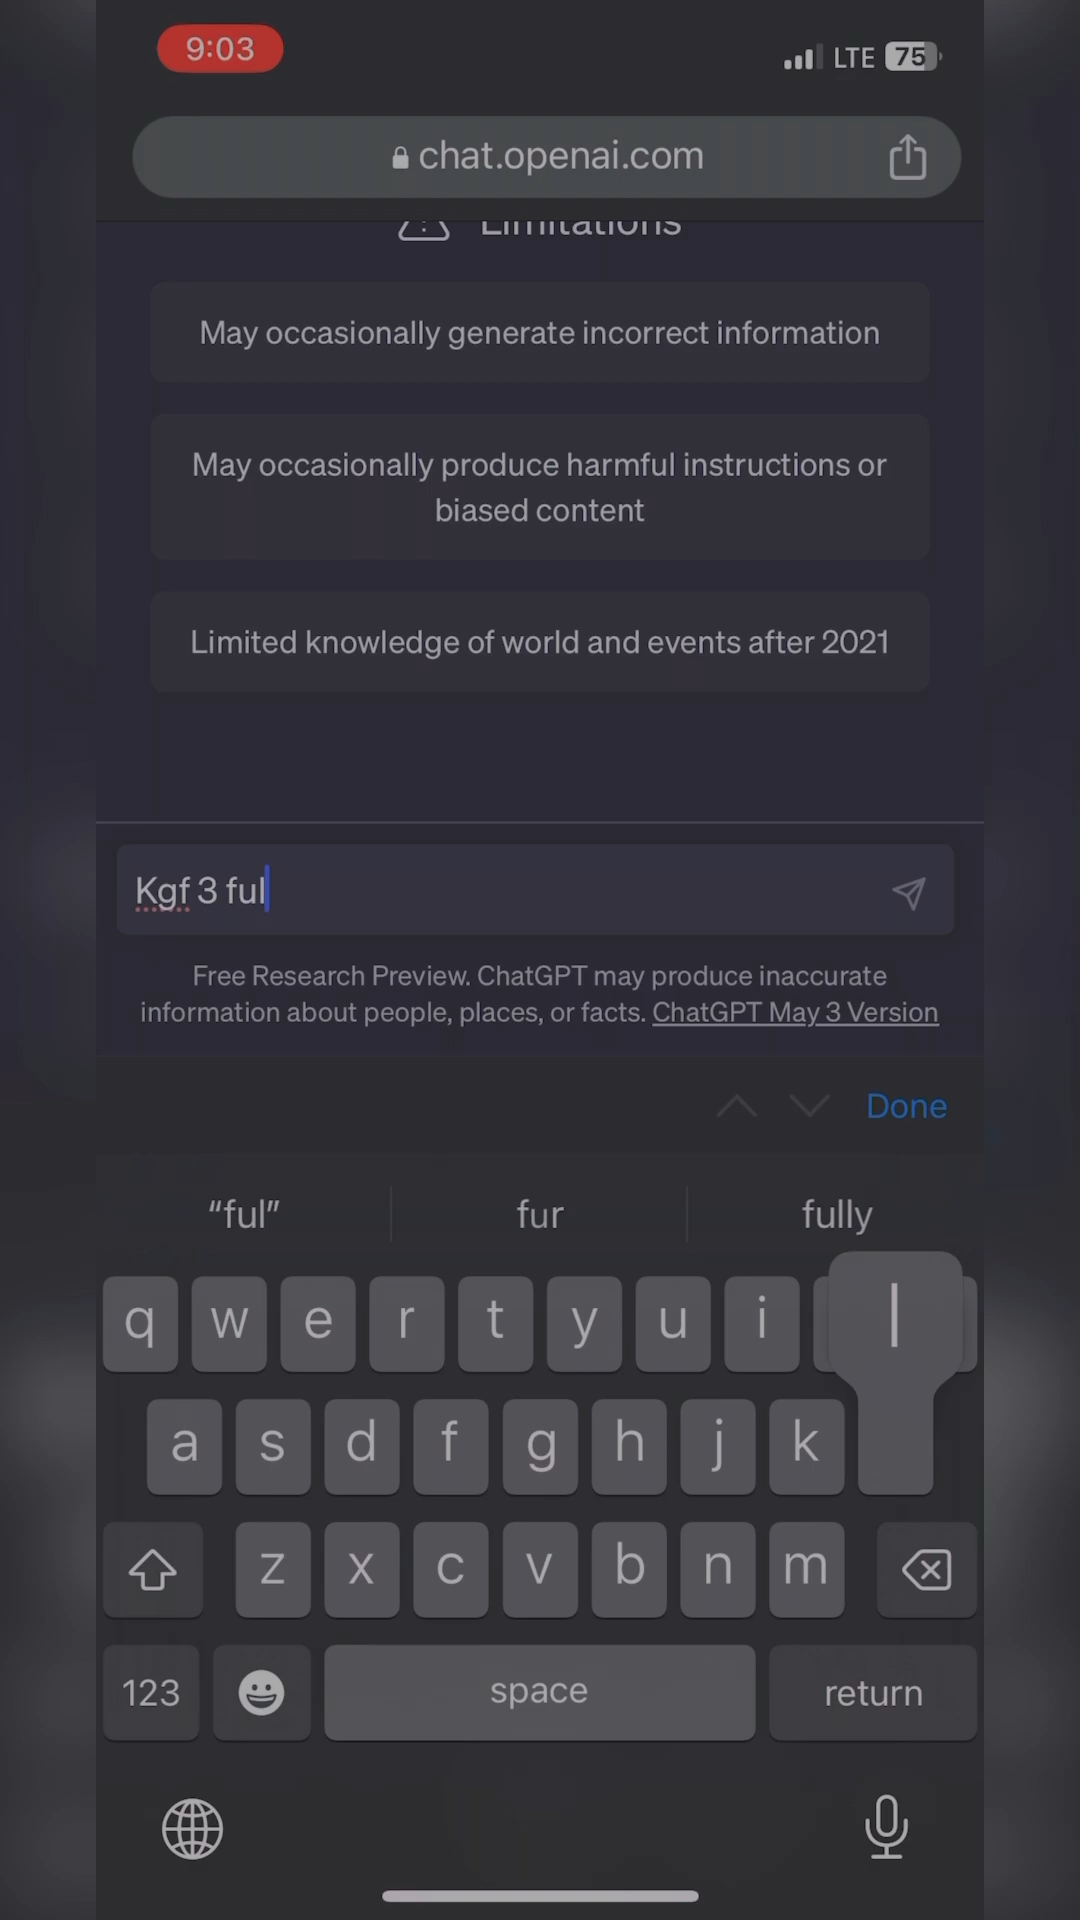 9:03
LTE 75
chat.openai.com
Limitations
May occasionally generate incorrect information
May occasionally produce harmful instructions or
biased content
Limited knowledge of world and events after 2021
Kgf 3 ful
Free Research Preview. ChatGPT may produce inaccurate
information about people, places, or facts. ChatGPT May 3 Version
Done
“ful” fur fully
q w e r t y u i l
a s d f g h j k
z x c v b n m
123 space return